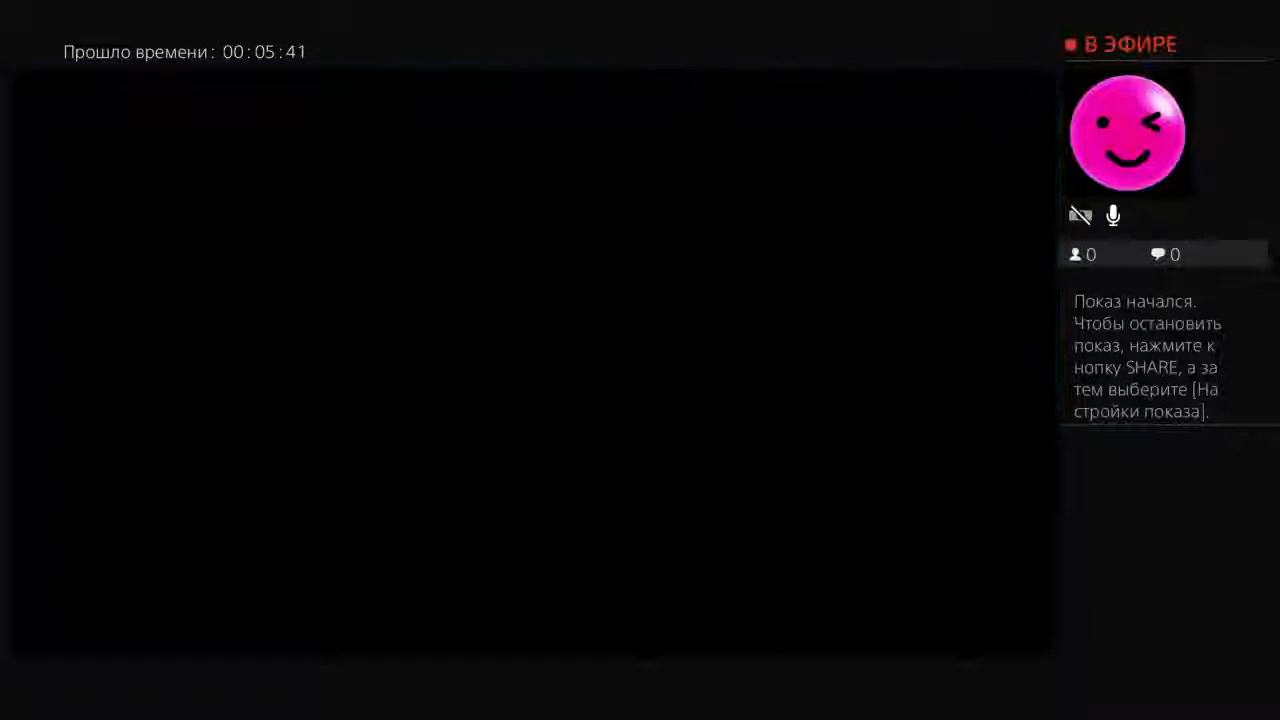 Прошло времени: 00:05:41
В ЭФИРЕ
0 0
Показ начался.
Чтобы остановить
показ, нажмите к
нопку SHARE, а за
тем выберите [На
стройки показа].